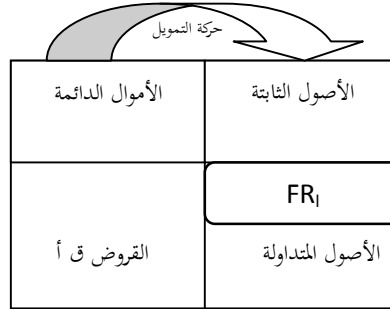 حركة التمويل
الأصول الثابتة
الأموال الدائمة
FRI
الأصول المتداولة
القروض ق أ